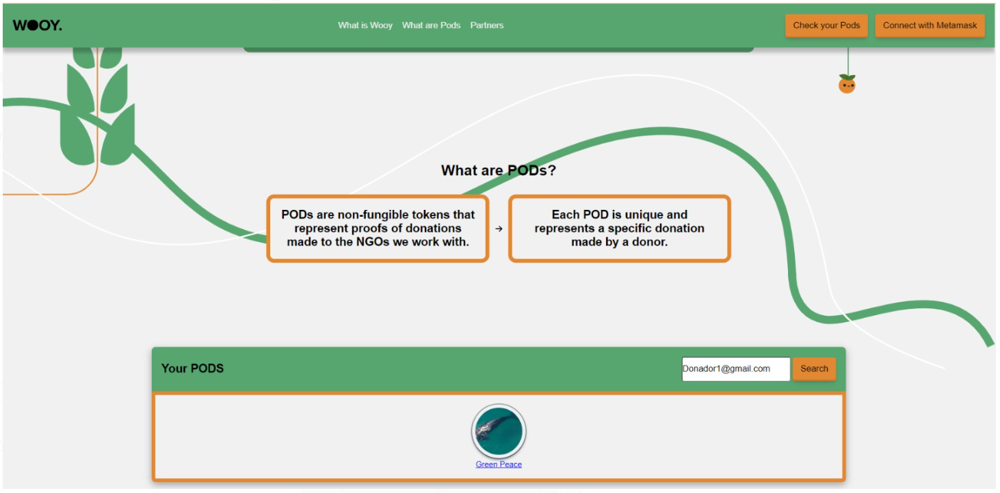 WOOY.
What is Wooy What are Pods Partners
Check your Pods
Connect with Metamask
What are PODs?
PODs are non-fungible tokens that
represent proofs of donations
made to the NGOs we work with.
→
Each POD is unique and
represents a specific donation
made by a donor.
Your PODS
Donador1@gmail.com
Search
Green Peace